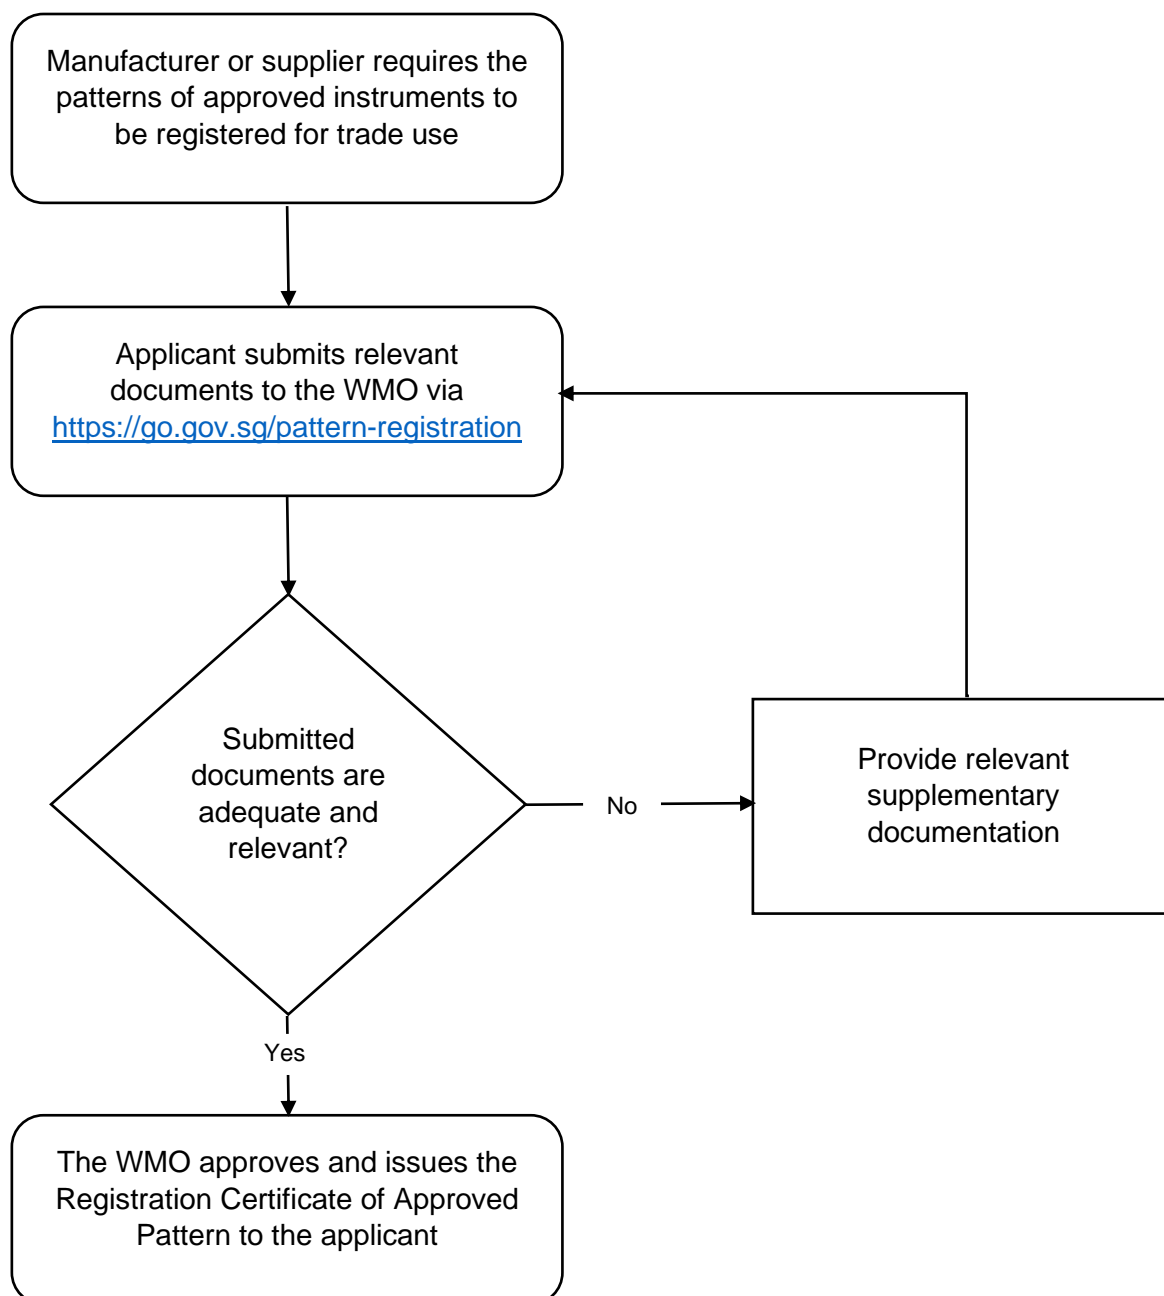 Manufacturer or supplier requires the
patterns of approved instruments to
be registered for trade use
Applicant submits relevant
documents to the WMO via
https://go.gov.sg/pattern-registration
Submitted
documents are
adequate and
relevant?
No
Provide relevant
supplementary
documentation
Yes
The WMO approves and issues the
Registration Certificate of Approved
Pattern to the applicant